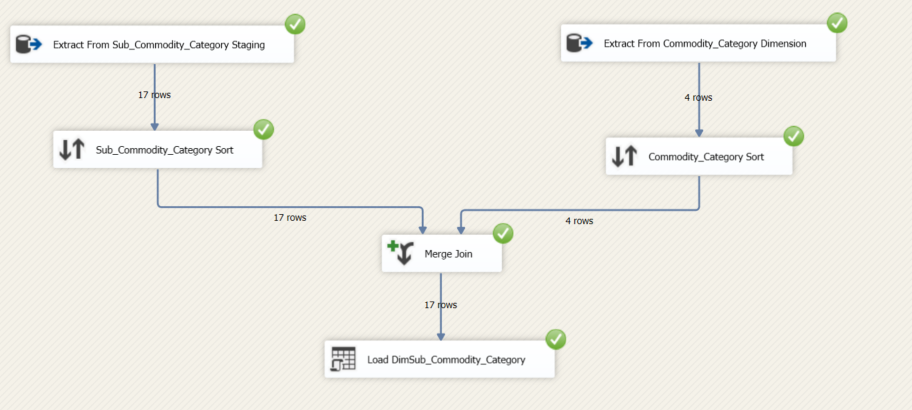 Extract From Sub_Commodity_Category Staging
Extract From Commodity_Category Dimension
17 rows
4 rows
Sub_Commodity_Category Sort
Commodity_Category Sort
17 rows
4 rows
Merge Join
17 rows
Load DimSub_Commodity_Category